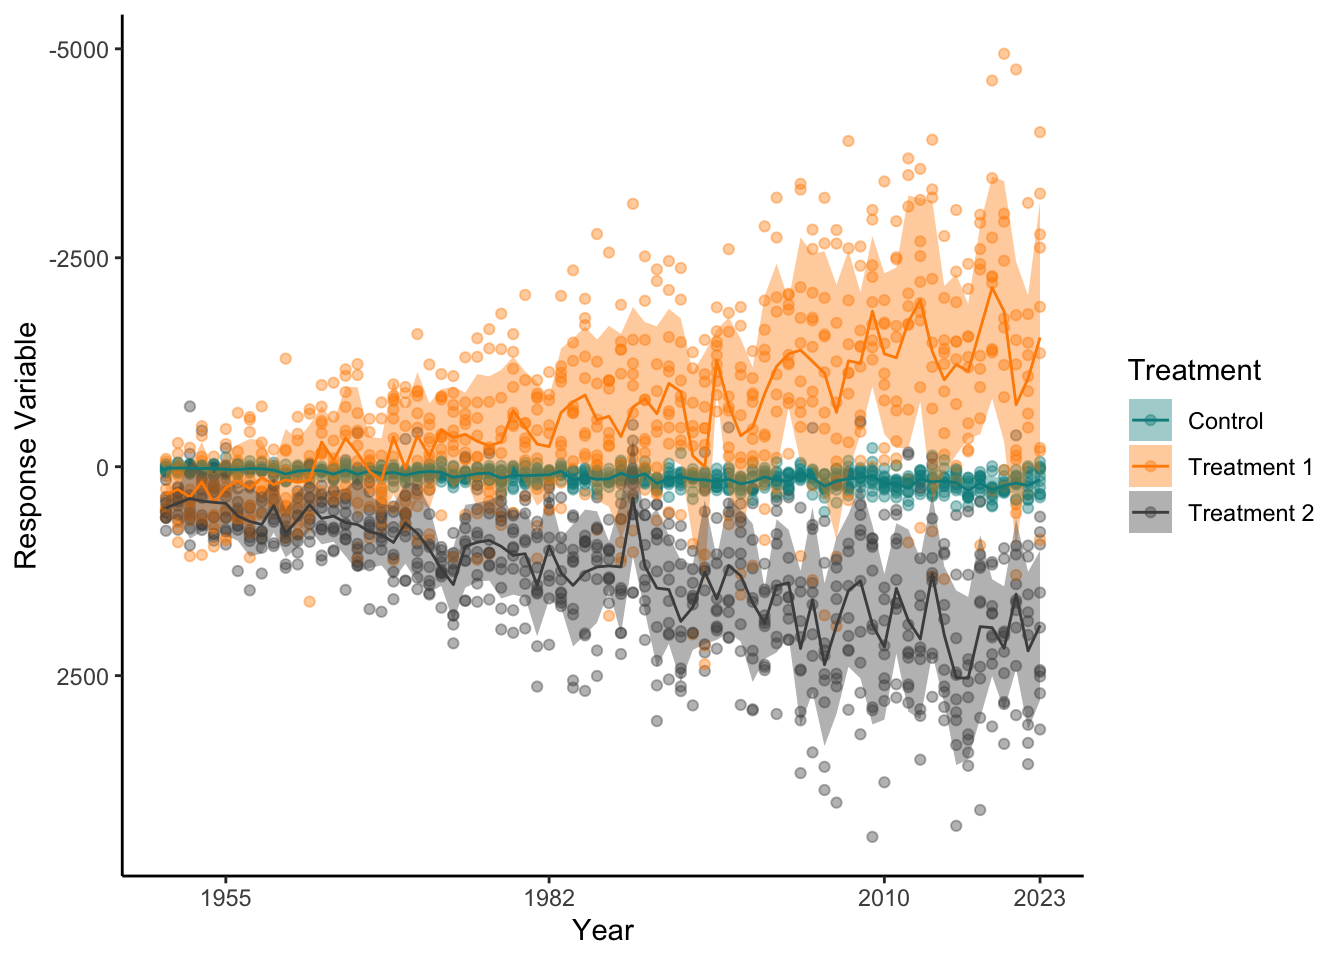 -5000
-2500
0
2500
Response Variable
1955
1982
2010
2023
Year
Treatment
Control
Treatment 1
Treatment 2